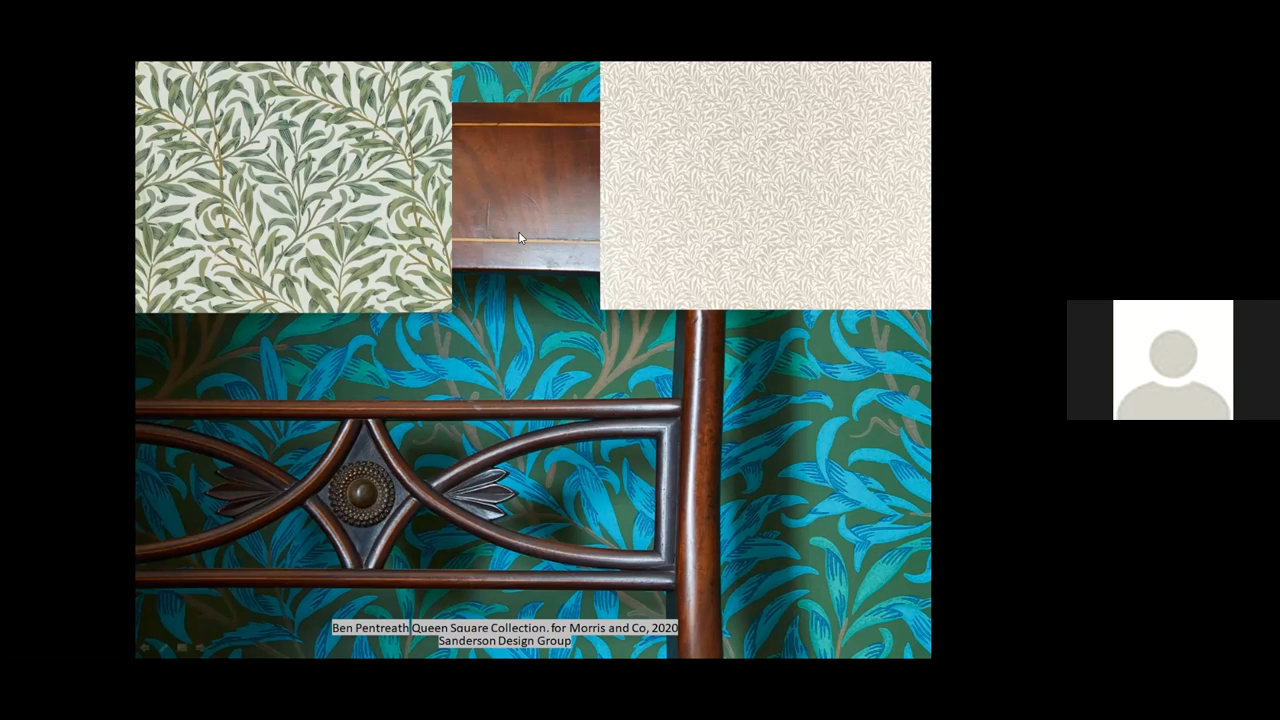 Ben Pentreath Queen Square Collection. for Morris and Co, 2020
Sanderson Design Group